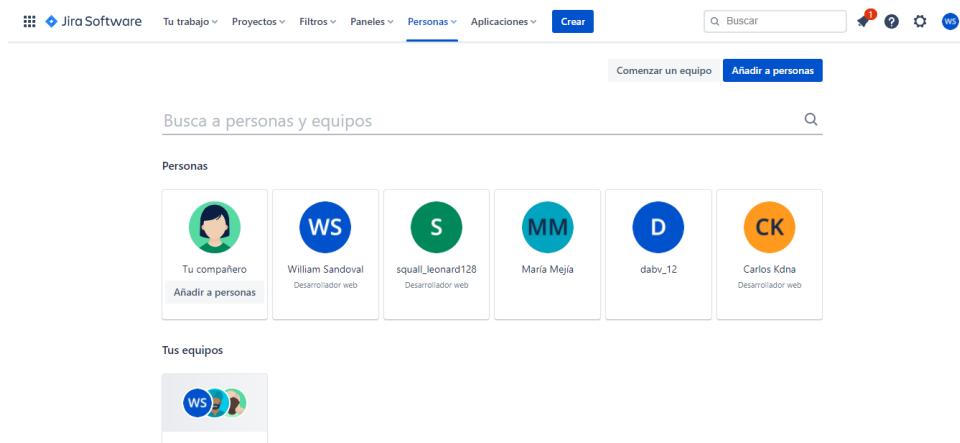 Jira Software Tu trabajo Proyectos Filtros Paneles Personas Aplicaciones Crear Buscar 1 ? WS
Comenzar un equipo Añadir a personas
Busca a personas y equipos
Personas
WS S MM D CK
Tu compañero William Sandoval squall_leonard128 María Mejía dabv_12 Carlos Kdna
Desarrollador web Desarrollador web Desarrollador web
Añadir a personas
Tus equipos
WS